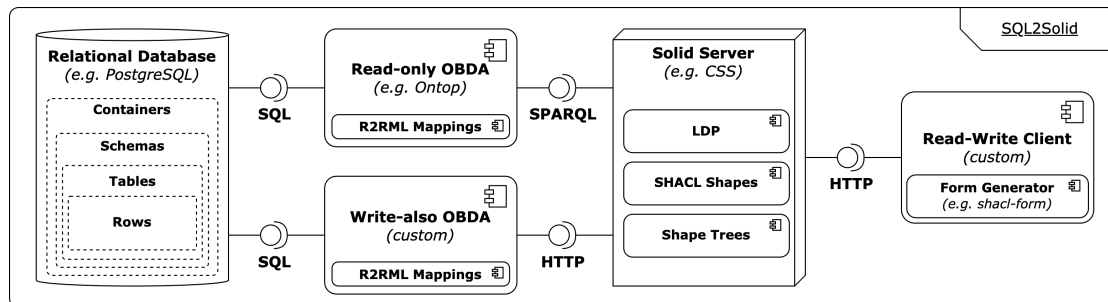 SQL2Solid
Relational Database
(e.g. PostgreSQL)
Containers
Schemas
Tables
Rows
SQL
SQL
Read-only OBDA
(e.g. Ontop)
R2RML Mappings
Write-also OBDA
(custom)
R2RML Mappings
SPARQL
HTTP
Solid Server
(e.g. CSS)
LDP
SHACL Shapes
Shape Trees
HTTP
Read-Write Client
(custom)
Form Generator
(e.g. shacl-form)